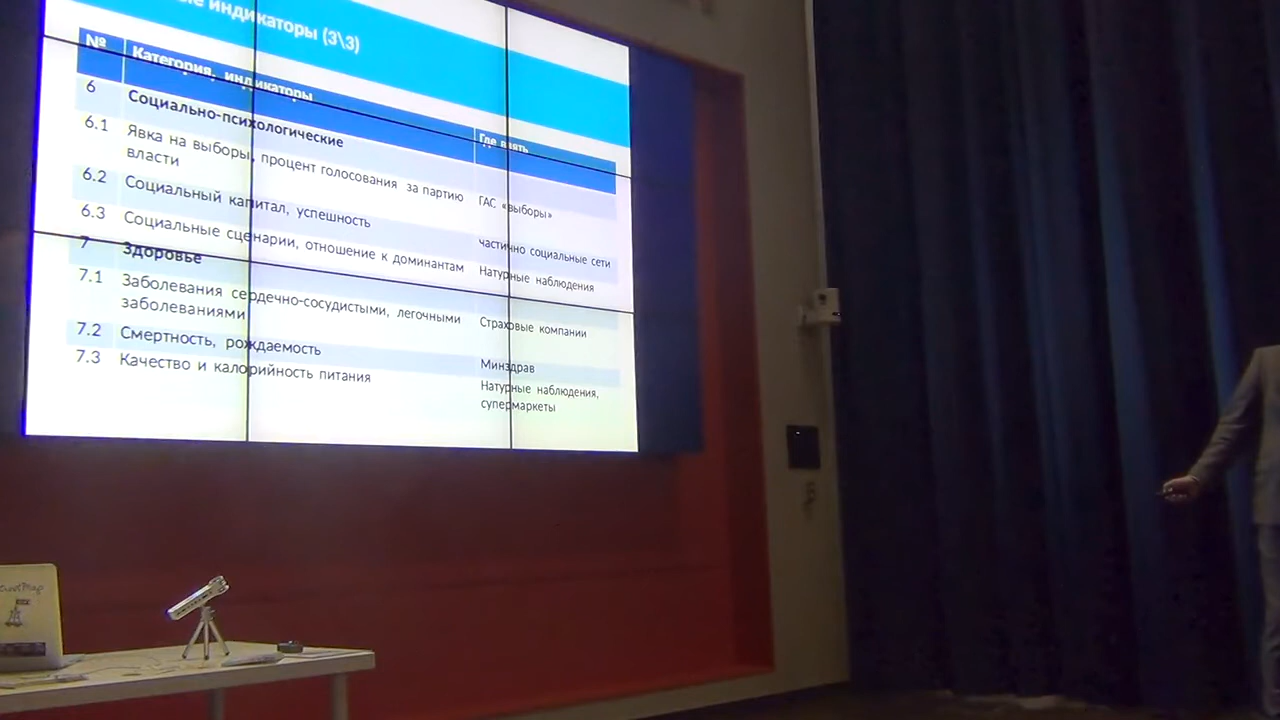 индикаторы (3\3)
№ Категория, индикаторы Где взять
6 Социально-психологические
6.1 Явка на выборы, процент голосования за партию ГАС «выборы»
власти
6.2 Социальный капитал, успешность частично социальные сети
6.3 Социальные сценарии, отношение к доминантам Натурные наблюдения
7 Здоровье
7.1 Заболевания сердечно-сосудистыми, легочными Страховые компании
заболеваниями
7.2 Смертность, рождаемость Минздрав
7.3 Качество и калорийность питания Натурные наблюдения,
супермаркеты